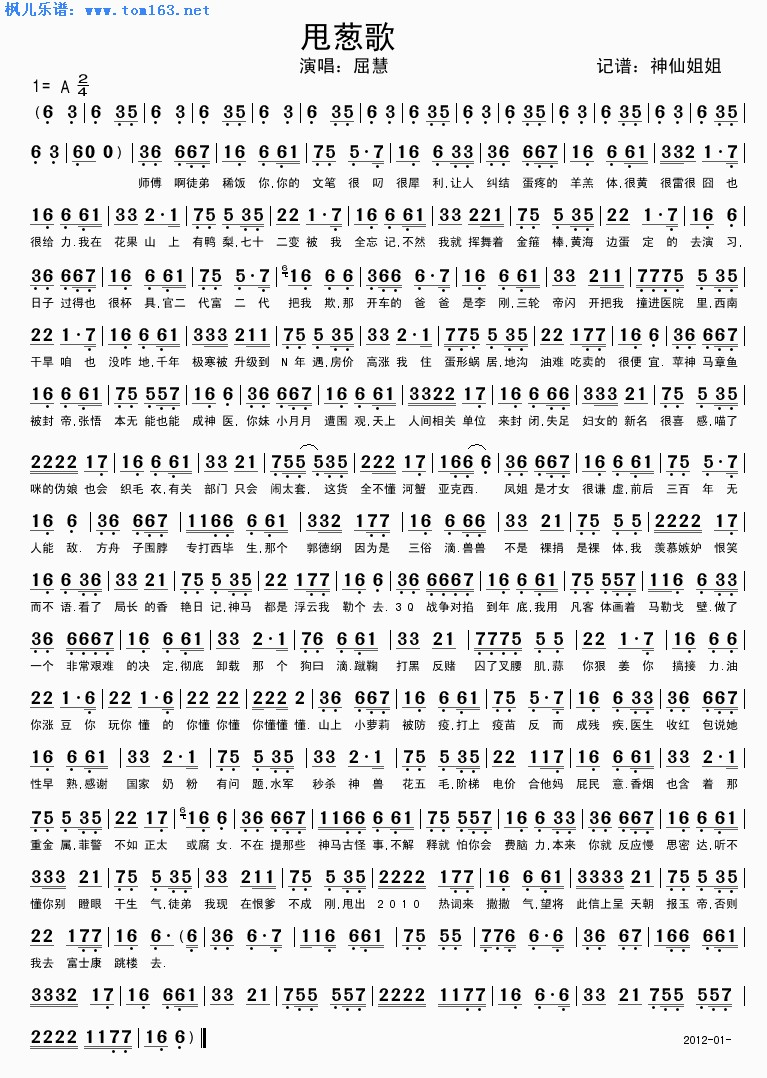 枫儿乐谱：www.tom163.net
甩葱歌
演唱：屈慧 记谱：神仙姐姐
1= A 2/4
(6 3 | 6 35 | 6 3 | 6 35 | 6 3 | 6 35 | 6 3 | 6 35 | 6 3 | 6 35 | 6 3 | 6 35 |
6 3 | 60 0 ) | 36 667 | 16 6 61 | 75 5·7 | 61 6 33 | 36 667 | 16 6 61 | 332 1·7 |
师傅 啊徒弟 稀饭 你,你的 文笔 很 叼 很犀 利,让人 纠结 蛋疼的 羊羔 体,很黄 很雷很 囧 也
16 6 61 | 33 2·1 | 75 5 35 | 22 1·7 | 16 6 61 | 33 221 | 75 5 35 | 22 1·7 | 16 6 |
很给 力.我在 花果 山 上 有鸭 梨,七十 二变 被 我 全忘 记,不然 我就 挥舞着 金箍 棒,黄海 边蛋 定 的 去演 习,
36 667 | 16 6 61 | 75 5·7 | 16 6 6 | 366 6·7 | 16 6 61 | 33 211 | 7775 5 35 |
日子 过得也 很杯 具,官二 代富 二 代 把我 欺,那 开车的 爸 爸 是李 刚,三轮 帝闪 开把我 撞进医院 里,西南
22 1·7 | 16 6 61 | 333 211 | 75 5 35 | 33 2·1 | 775 5 35 | 22 177 | 16 6 36 | 36 667 |
干旱 咱 也 没咋 地,千年 极寒被 升级到 N年 遇,房价 高涨 我 住 蛋形蜗 居,地沟 油难 吃卖的 很便 宜.苹神 马章鱼
16 6 61 | 75 557 | 16 6 | 36 667 | 16 6 61 | 3322 17 | 16 6 66 | 333 21 | 75 5 35 |
被封 帝,张悟 本无 能也能 成神 医,你妹 小月月 遭围 观,天上 人间相关 单位 来封 闭,失足 妇女的 新名 很喜 感,喵了
2222 17 | 16 6 61 | 33 21 | 755 535 | 222 17 | 166 6 | 36 667 | 16 6 61 | 75 5·7 |
咪的伪娘 也会 织毛 衣,有关 部门 只会 闹太套, 这货 全不懂 河蟹 亚克西. 凤姐 是才女 很谦 虚,前后 三百 年 无
16 6 | 36 667 | 1166 6 61 | 332 177 | 16 6 66 | 33 21 | 75 5 5 | 2222 17 |
人能 敌. 方舟 子围脖 专打西毕 生,那个 郭德纲 因为是 三俗 滴.兽兽 不是 裸捐 是裸 体,我 羡慕嫉妒 恨笑
16 6 36 | 36 667 | 75 5 35 | 22 177 | 16 6 | 36 6667 | 16 6 61 | 75 557 | 116 6 33 |
而不 语.看了 局长 的香 艳日 记,神马 都是 浮云我 勒个 去.3Q 战争对掐 到年 底,我用 凡客 体画着 马勒戈 壁.做了
36 6667 | 16 6 61 | 33 2·1 | 76 6 61 | 33 21 | 7775 5 5 | 22 1·7 | 16 6 6 |
一个 非常艰难 的决 定,彻底 卸载 那 个 狗日 滴.蹴鞠 打黑 反赌 囚了叉腰 肌,蒜 你狠 姜 你 搞接 力.油
22 1·6 | 22 1·6 | 22 22 | 222 2 | 36 667 | 16 6 61 | 75 5·7 | 16 6 33 | 36 667 |
你涨 豆 你 玩你 懂 的 你懂 你懂 你懂懂 懂.山上 小萝莉 被防 疫,打上 疫苗 反 而 成残 疾,医生 收红 包说她
16 6 61 | 33 2·1 | 75 5 35 | 33 2·1 | 75 5 35 | 22 117 | 16 6 61 | 33 2·1 |
性早 熟,感谢 国家 奶 粉 有问 题,水军 秒杀 神 兽 花五 毛,阶梯 电价 合他妈 屁民 意.香烟 也含 着 那
75 5 35 | 22 17 | 16 6 | 36 667 | 1166 6 61 | 33 221 | 16 6 61 | 36 667 | 16 6 61 |
重金 属,菲警 不如 正太 或腐 女.不在 提那些 神马古怪 事,不解 释就 怕你会 费脑 力,本来 你就 反应慢 思密 达,听不
333 21 | 75 5 35 | 33 221 | 75 5 35 | 22 22 | 177 16 | 16 6 61 | 3333 21 | 75 5 35 |
懂你别 瞪眼 干生 气,徒弟 我现 在恨爹 不成 刚,甩出 2010 热词来 撒撒 气,望将 此信上呈 天朝 报玉 帝,否则
22 177 | 16 6· (6 | 36 6·7 | 116 661 | 75 55 | 776 6·6 | 36 67 | 166 661 |
我去 富士康 跳楼 去.
3332 17 | 16 661 | 33 21 | 755 557 | 2222 1177 | 16 6·6 | 33 21 | 755 557 |
2222 1177 | 16 6 ) ‖
2012-01-